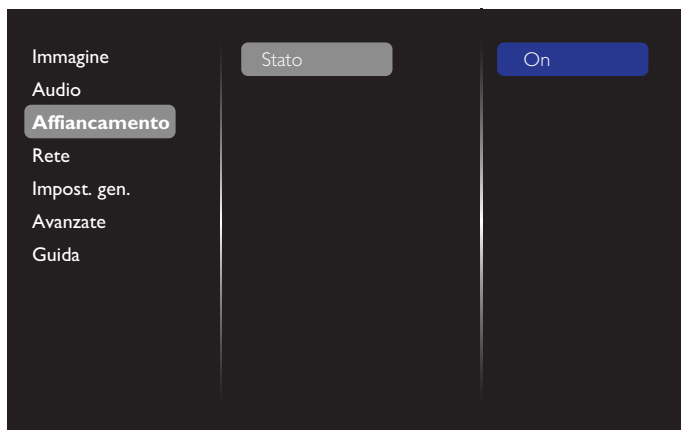 Immagine
Audio
Affiancamento
Rete
Impost. gen.
Avanzate
Guida
Stato
On